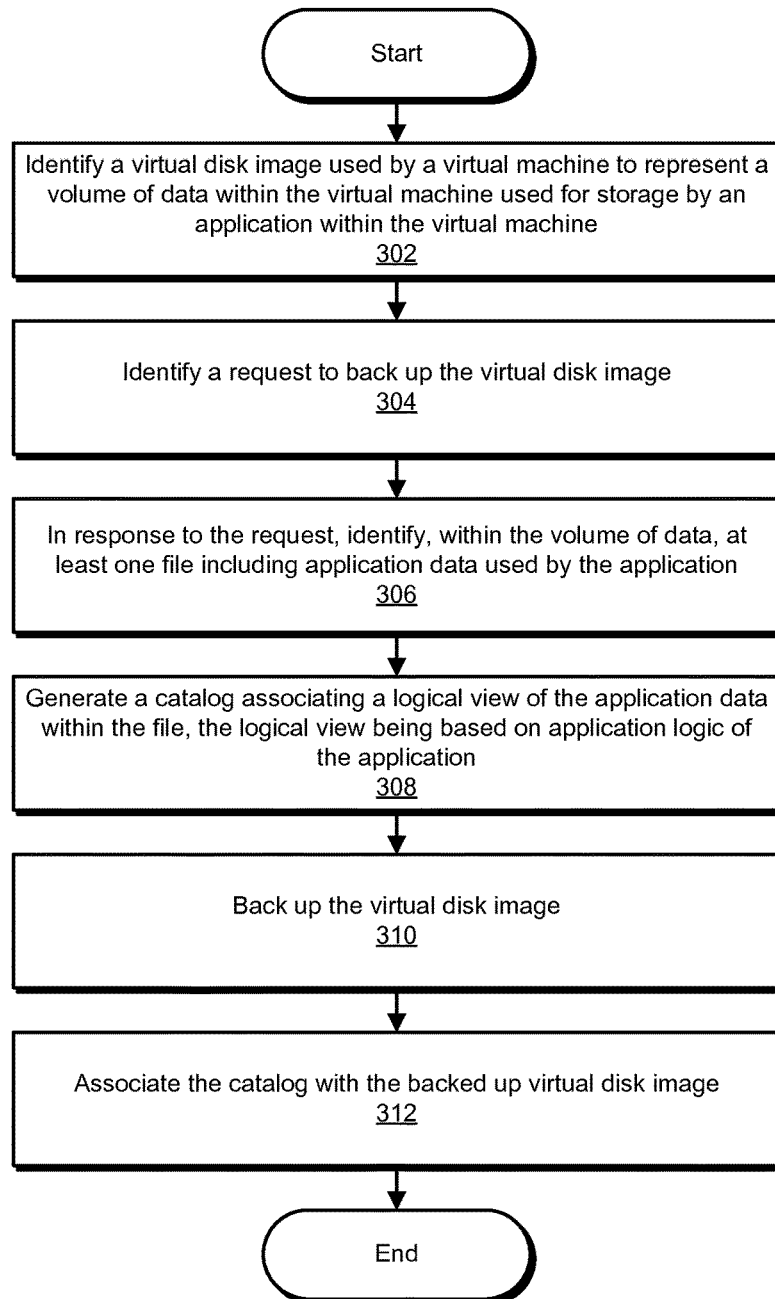 Start
Identify a virtual disk image used by a virtual machine to represent a
volume of data within the virtual machine used for storage by an
application within the virtual machine
302
Identify a request to back up the virtual disk image
304
In response to the request, identify, within the volume of data, at
least one file including application data used by the application
306
Generate a catalog associating a logical view of the application data
within the file, the logical view being based on application logic of
the application
308
Back up the virtual disk image
310
Associate the catalog with the backed up virtual disk image
312
End